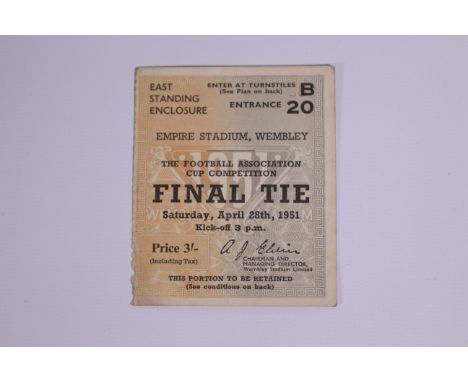 EAST
STANDING
ENCLOSURE
ENTER AT TURNSTILES
(See Plan on back)
B
ENTRANCE
20
EMPIRE STADIUM, WEMBLEY
1951
THE FOOTBALL ASSOCIATION
CUP COMPETITION
FINAL TIE
Saturday, April 28th, 1951
Kick-off 3 p.m.
Price 3/-
(Including Tax)
A J Elvin
CHAIRMAN AND
MANAGING DIRECTOR,
Wembley Stadium Limited
THIS PORTION TO BE RETAINED
(See conditions on back)